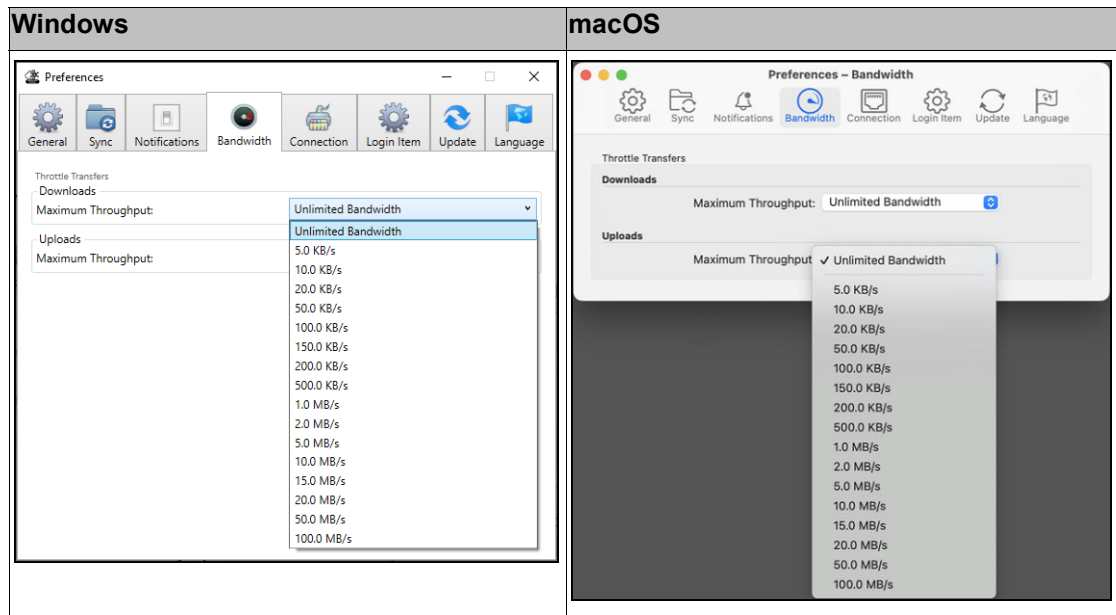 Windows
Preferences
General Sync Notifications Bandwidth Connection Login Item Update Language
Throttle Transfers
Downloads
Maximum Throughput: Unlimited Bandwidth
Uploads
Maximum Throughput:
Unlimited Bandwidth
5.0 KB/s
10.0 KB/s
20.0 KB/s
50.0 KB/s
100.0 KB/s
150.0 KB/s
200.0 KB/s
500.0 KB/s
1.0 MB/s
2.0 MB/s
5.0 MB/s
10.0 MB/s
15.0 MB/s
20.0 MB/s
50.0 MB/s
100.0 MB/s
macOS
Preferences – Bandwidth
General Sync Notifications Bandwidth Connection Login Item Update Language
Throttle Transfers
Downloads
Maximum Throughput: Unlimited Bandwidth
Uploads
Maximum Throughput ✓ Unlimited Bandwidth
5.0 KB/s
10.0 KB/s
20.0 KB/s
50.0 KB/s
100.0 KB/s
150.0 KB/s
200.0 KB/s
500.0 KB/s
1.0 MB/s
2.0 MB/s
5.0 MB/s
10.0 MB/s
15.0 MB/s
20.0 MB/s
50.0 MB/s
100.0 MB/s